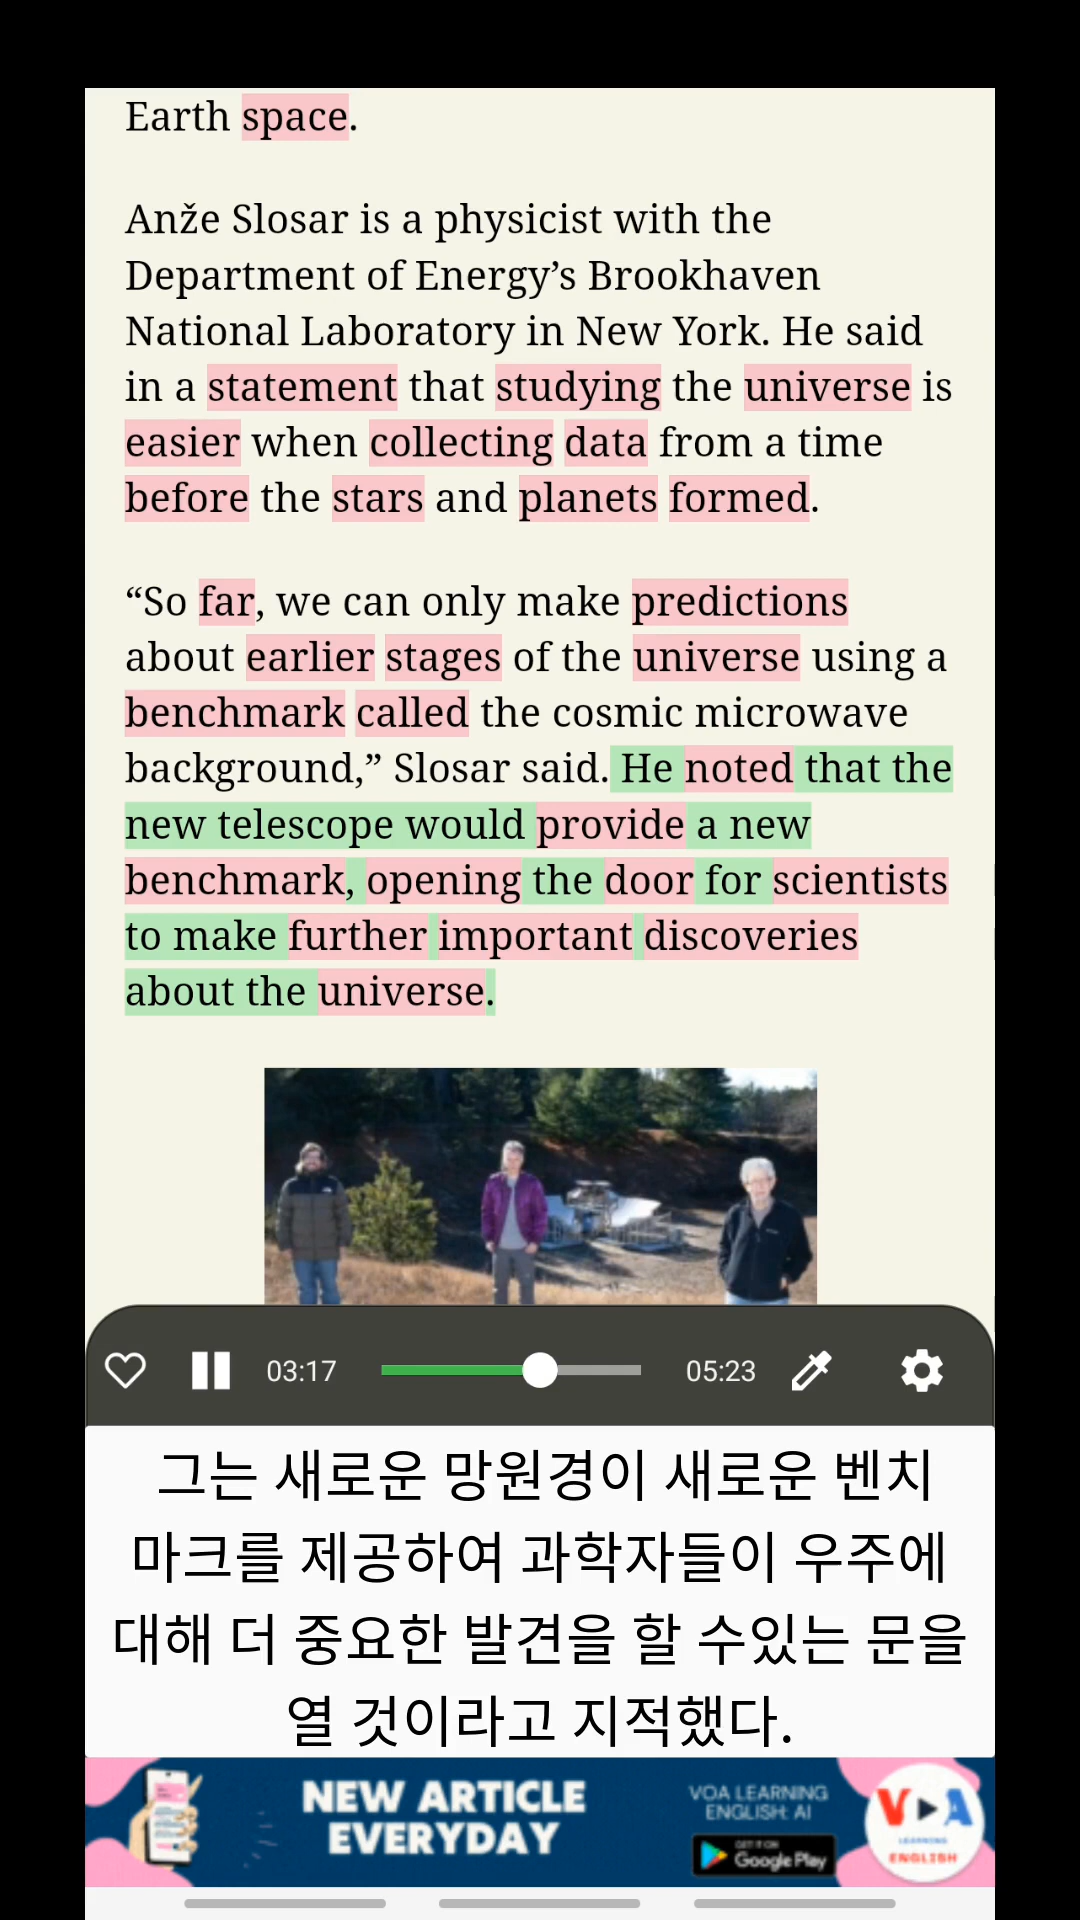 Earth space.
Anže Slosar is a physicist with the
Department of Energy’s Brookhaven
National Laboratory in New York. He said
in a statement that studying the universe is
easier when collecting data from a time
before the stars and planets formed.
“So far, we can only make predictions
about earlier stages of the universe using a
benchmark called the cosmic microwave
background,” Slosar said. He noted that the
new telescope would provide a new
benchmark, opening the door for scientists
to make further important discoveries
about the universe.
03:17
05:23
그는 새로운 망원경이 새로운 벤치
마크를 제공하여 과학자들이 우주에
대해 더 중요한 발견을 할 수있는 문을
열 것이라고 지적했다.
NEW ARTICLE
EVERYDAY
VOA LEARNING
ENGLISH: AI
GET IT ON
Google Play
VOA
LEARNING
ENGLISH